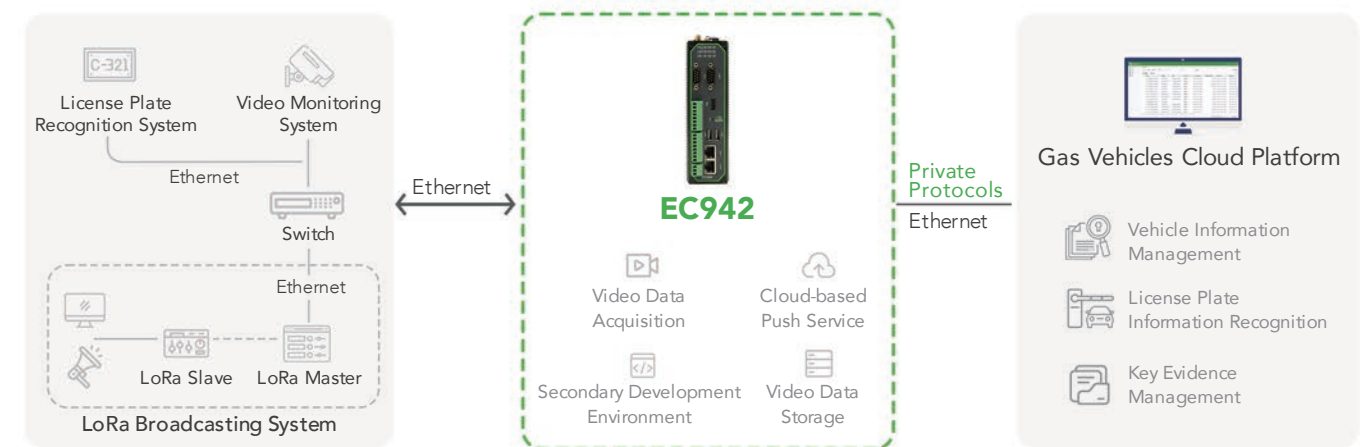 C-321
License Plate
Recognition System
Video Monitoring
System
Ethernet
Switch
Ethernet
LoRa Slave
LoRa Master
LoRa Broadcasting System
Ethernet
EC942
Video Data
Acquisition
Cloud-based
Push Service
Secondary Development
Environment
Video Data
Storage
Private
Protocols
Ethernet
Gas Vehicles Cloud Platform
Vehicle Information
Management
License Plate
Information Recognition
Key Evidence
Management